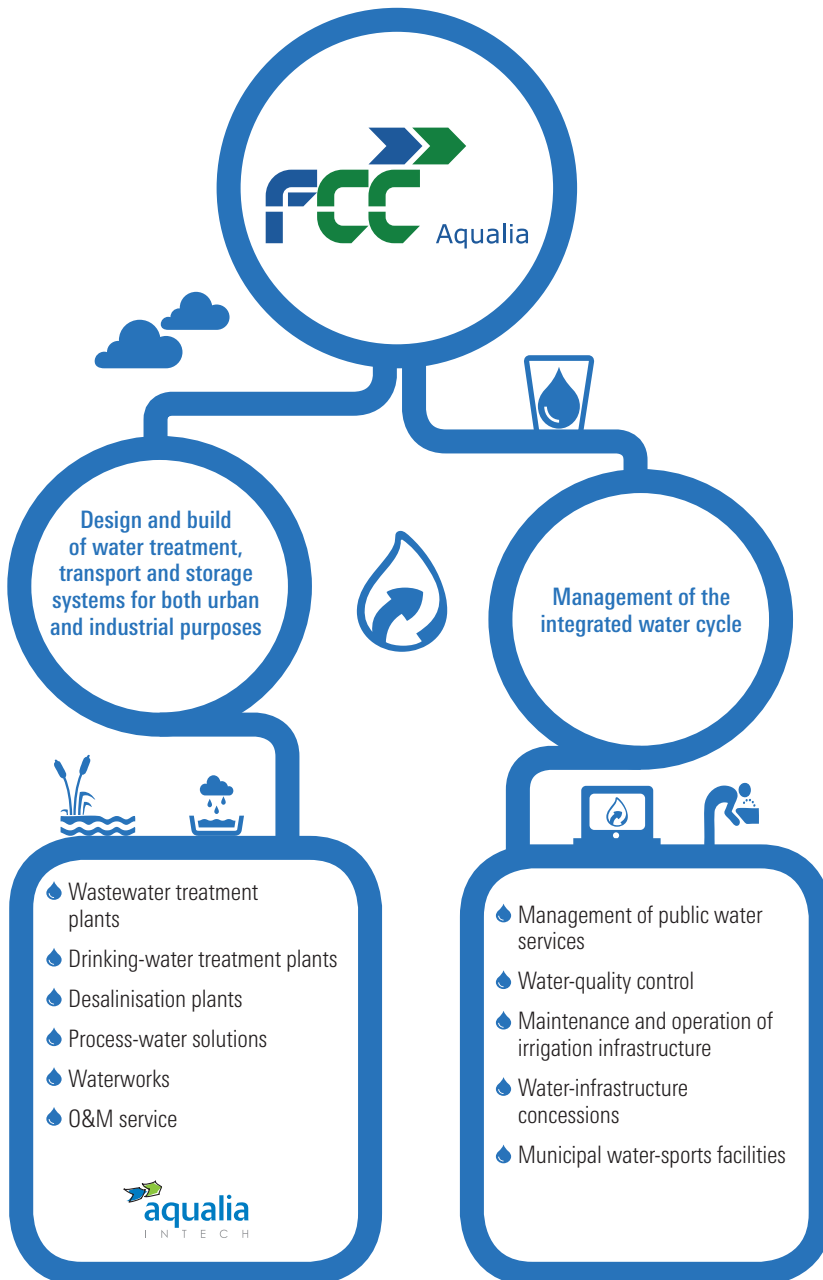 FCC
Aqualia
Design and build
of water treatment,
transport and storage
systems for both urban
and industrial purposes
Management of the
integrated water cycle
Wastewater treatment
plants
Drinking-water treatment plants
Desalinisation plants
Process-water solutions
Waterworks
O&M service
aqualia
INTECH
Management of public water
services
Water-quality control
Maintenance and operation of
irrigation infrastructure
Water-infrastructure
concessions
Municipal water-sports facilities